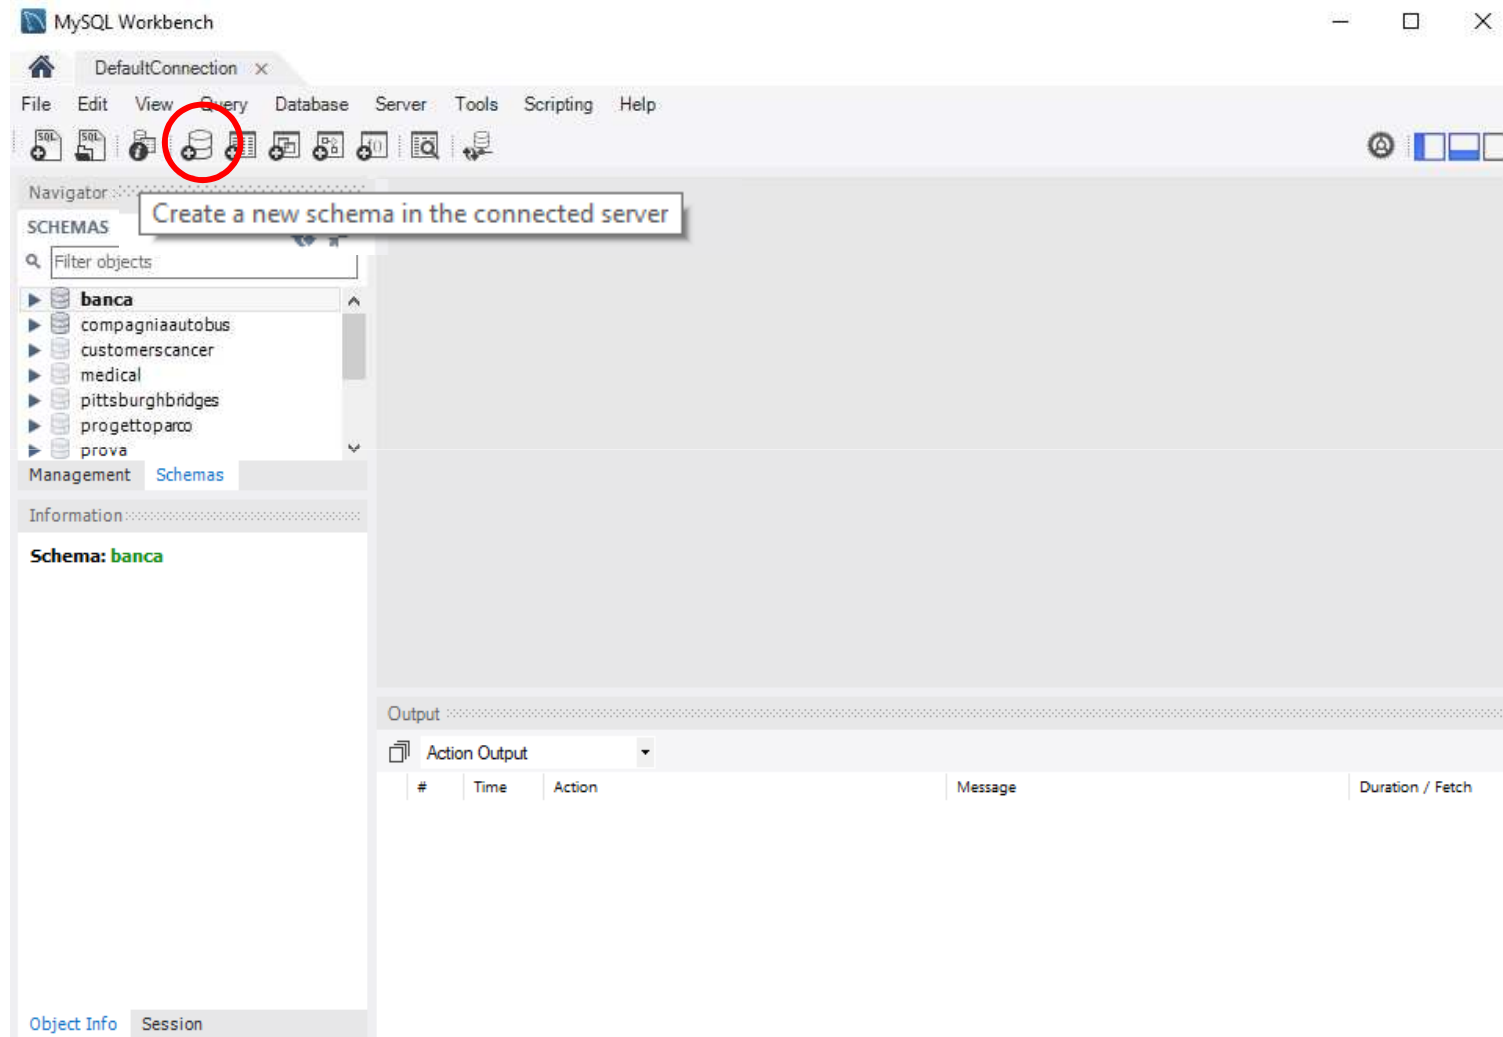 MySQL Workbench
DefaultConnection
File Edit View Query Database Server Tools Scripting Help
SQL SQL
Navigator
Create a new schema in the connected server
SCHEMAS
Filter objects
banca
compagniaautobus
customerscancer
medical
pittsburghbridges
progettoparco
prova
Management Schemas
Information
Schema: banca
Output
Action Output
# Time Action Message Duration / Fetch
Object Info Session